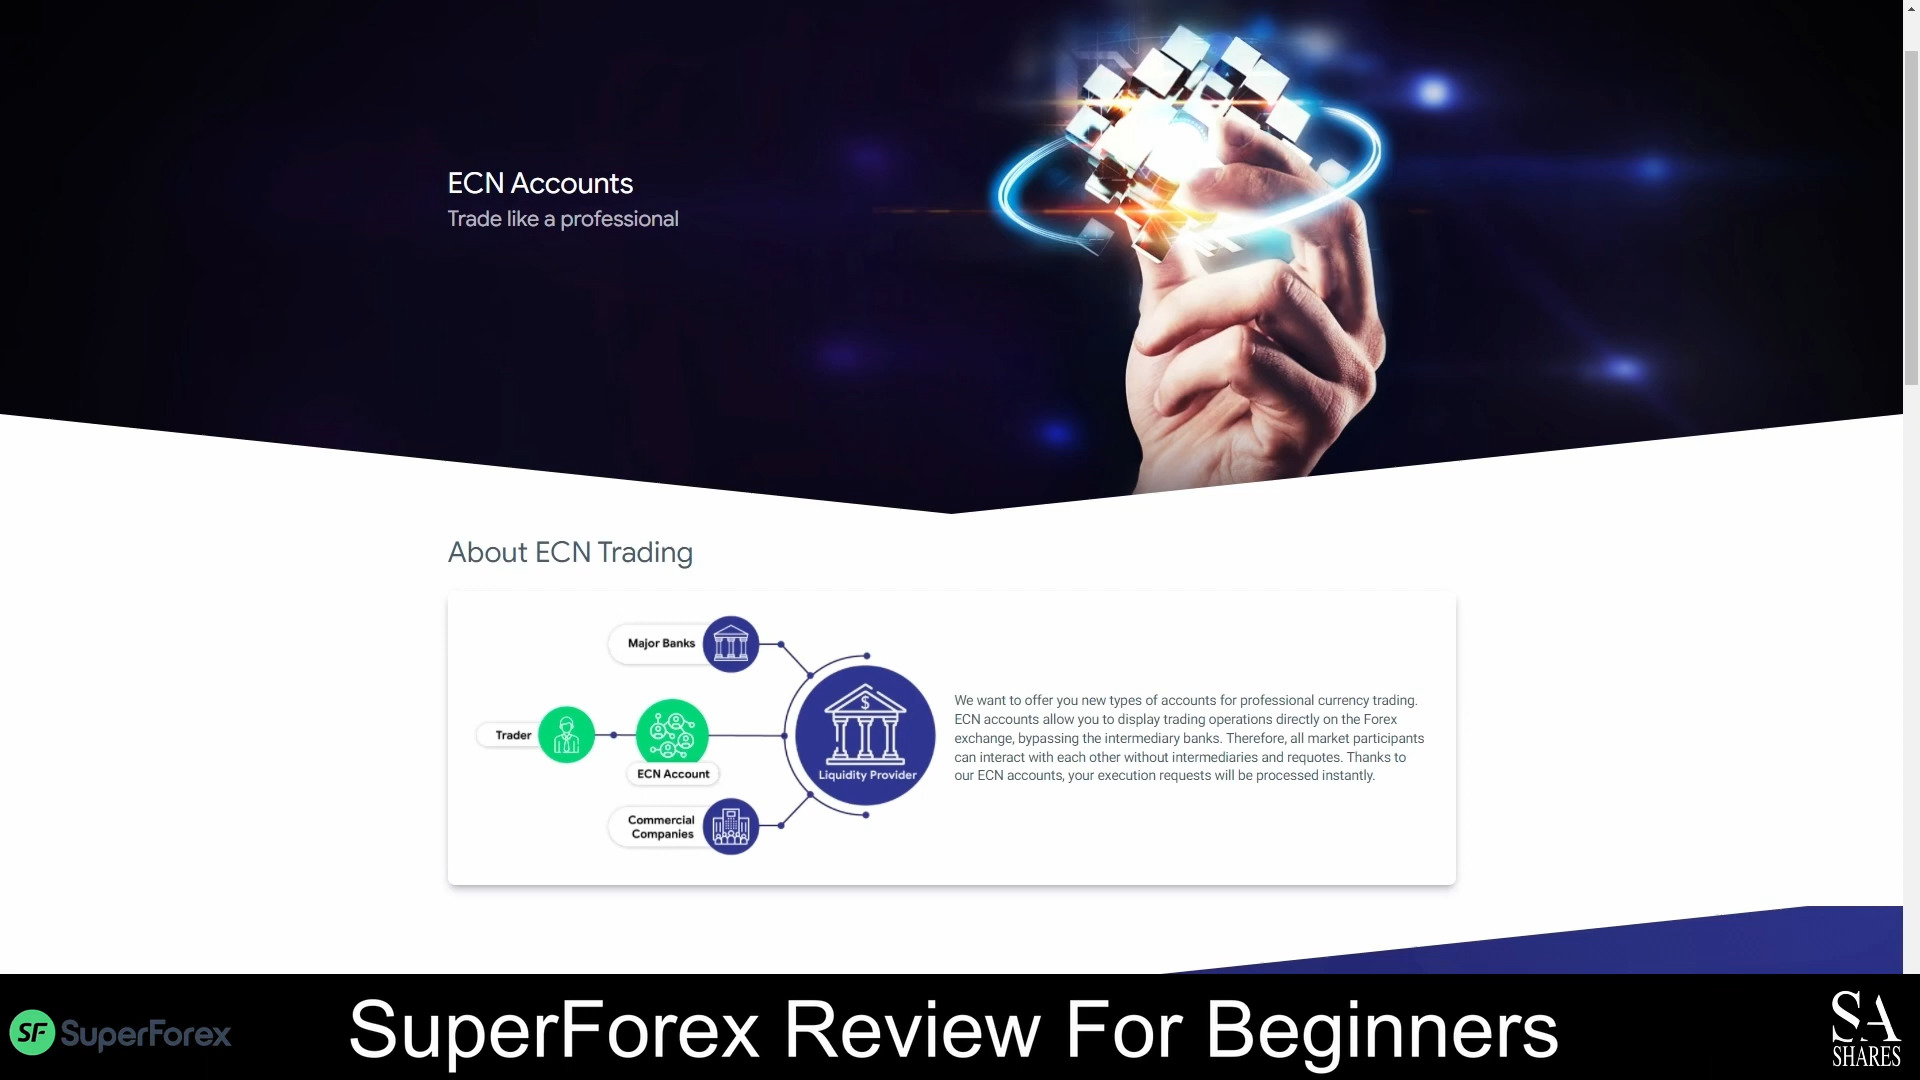 ECN Accounts
Trade like a professional
About ECN Trading
Major Banks
Trader
ECN Account
Commercial
Companies
$
Liquidity Provider
We want to offer you new types of accounts for professional currency trading.
ECN accounts allow you to display trading operations directly on the Forex
exchange, bypassing the intermediary banks. Therefore, all market participants
can interact with each other without intermediaries and requotes. Thanks to
our ECN accounts, your execution requests will be processed instantly.
SF SuperForex
SuperForex Review For Beginners
SA
SHARES